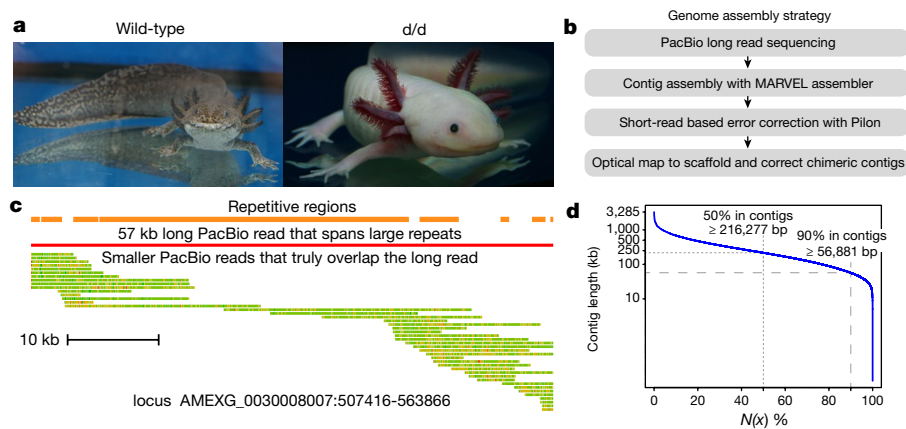 a
Wild-type
d/d
b
Genome assembly strategy
PacBio long read sequencing
Contig assembly with MARVEL assembler
Short-read based error correction with Pilon
Optical map to scaffold and correct chimeric contigs
c
Repetitive regions
57 kb long PacBio read that spans large repeats
Smaller PacBio reads that truly overlap the long read
10 kb
locus AMEXG_0030008007:507416-563866
d
Contig length (kb)
3,285
1,000
500
250
100
10
50% in contigs
≥ 216,277 bp
90% in contigs
≥ 56,881 bp
0 20 40 60 80 100
N(x) %